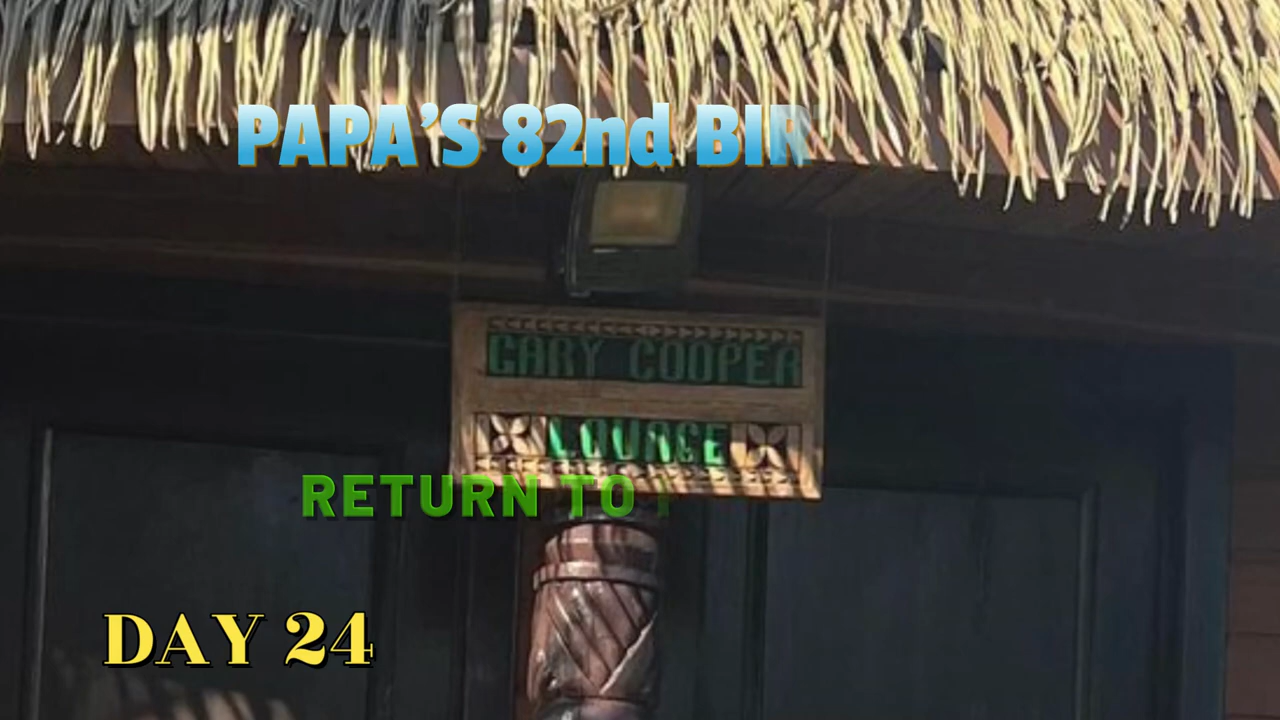 PAPA'S 82nd BIR
GARY COOPER
LOUNGE
RETURN TO
DAY 24